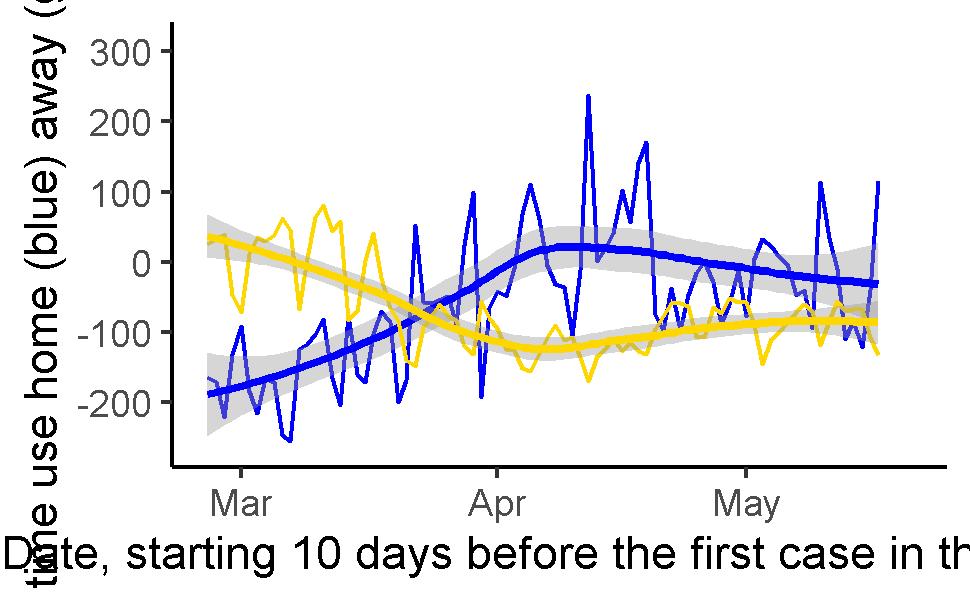 time use home (blue) away (
300
200
100
0
-100
-200
Mar Apr May
Date, starting 10 days before the first case in th